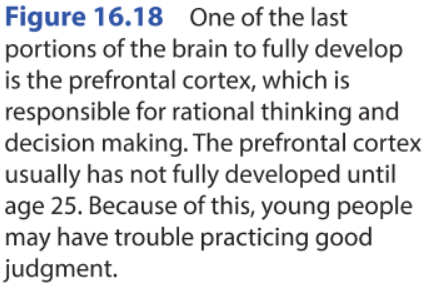 Figure 16.18 One of the last
portions of the brain to fully develop
is the prefrontal cortex, which is
responsible for rational thinking and
decision making. The prefrontal cortex
usually has not fully developed until
age 25. Because of this, young people
may have trouble practicing good
judgment.